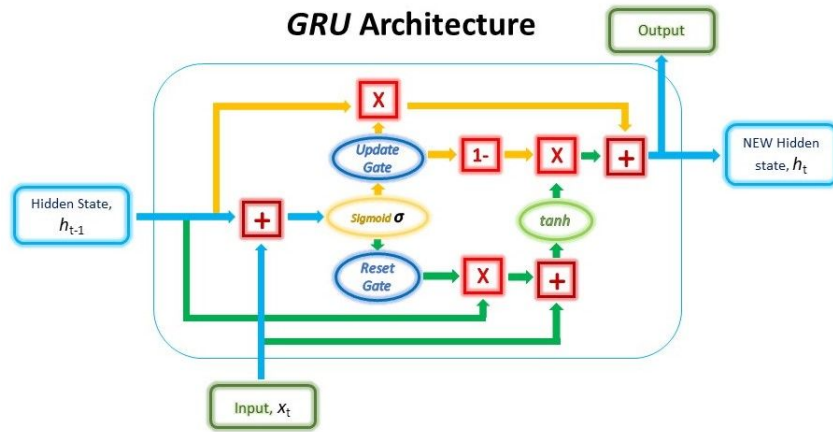 GRU Architecture
Output
X
Update
Gate
1-
X
+
NEW Hidden
state, hₜ
Hidden State,
hₜ₋₁
+
Sigmoid σ
tanh
Reset
Gate
X
+
Input, xₜ